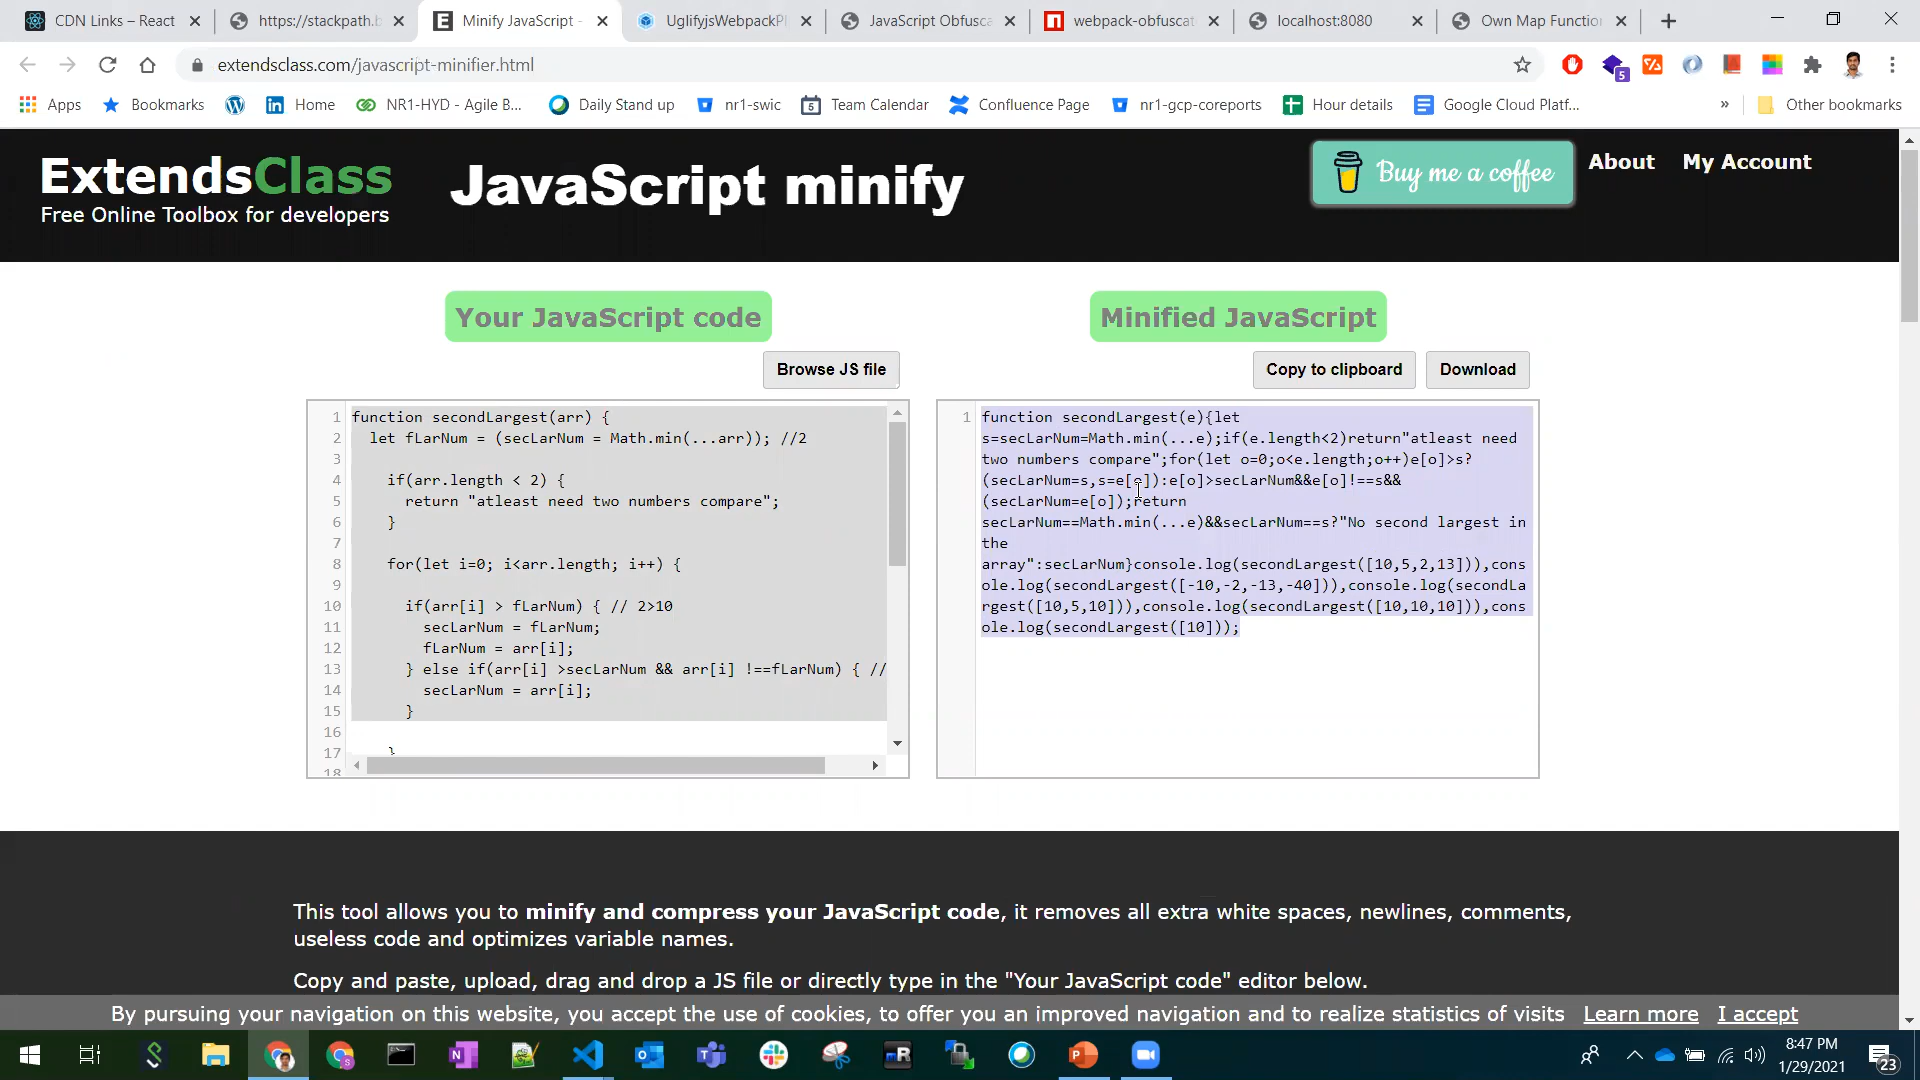 CDN Links – React
https://stackpath.b
Minify JavaScript -
UglifyjsWebpackPl
JavaScript Obfusca
webpack-obfuscat
localhost:8080
Own Map Functio
extendsclass.com/javascript-minifier.html
5
Apps
Bookmarks
Home
NR1-HYD - Agile B...
Daily Stand up
nr1-swic
Team Calendar
Confluence Page
nr1-gcp-coreports
Hour details
Google Cloud Platf...
»
Other bookmarks
ExtendsClass
Free Online Toolbox for developers
JavaScript minify
Buy me a coffee
About
My Account
Your JavaScript code
Minified JavaScript
Browse JS file
Copy to clipboard
Download
1 function secondLargest(arr) {
2 let fLarNum = (secLarNum = Math.min(...arr)); //2
3
4 if(arr.length < 2) {
5 return "atleast need two numbers compare";
6 }
7
8 for(let i=0; i<arr.length; i++) {
9
10 if(arr[i] > fLarNum) { // 2>10
11 secLarNum = fLarNum;
12 fLarNum = arr[i];
13 } else if(arr[i] >secLarNum && arr[i] !==fLarNum) { //
14 secLarNum = arr[i];
15 }
16
17 }
18
1 function secondLargest(e){let
s=secLarNum=Math.min(...e);if(e.length<2)return"atleast need
two numbers compare";for(let o=0;o<e.length;o++)e[o]>s?
(secLarNum=s,s=e[o]):e[o]>secLarNum&&e[o]!==s&&
(secLarNum=e[o]);return
secLarNum==Math.min(...e)&&secLarNum==s?"No second largest in
the
array":secLarNum}console.log(secondLargest([10,5,2,13])),cons
ole.log(secondLargest([-10,-2,-13,-40])),console.log(secondLa
rgest([10,5,10])),console.log(secondLargest([10,10,10])),cons
ole.log(secondLargest([10]));
This tool allows you to minify and compress your JavaScript code, it removes all extra white spaces, newlines, comments,
useless code and optimizes variable names.
Copy and paste, upload, drag and drop a JS file or directly type in the "Your JavaScript code" editor below.
By pursuing your navigation on this website, you accept the use of cookies, to offer you an improved navigation and to realize statistics of visits
Learn more
I accept
8:47 PM
1/29/2021
23